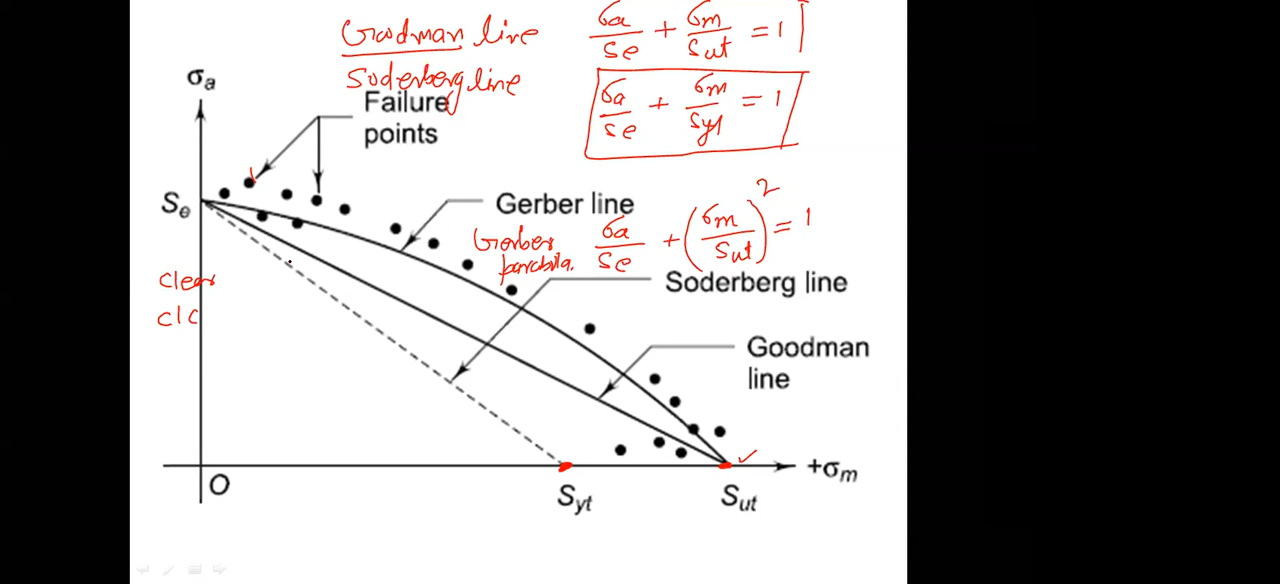 Goodman line
σa/Se + σm/Sut = 1
Soderberg line
σa/Se + σm/Syt = 1
σa
Failure
points
Se
Gerber line
Gerber
parabola.
σa/Se + (σm/Sut)² = 1
Clear
C/C
Soderberg line
Goodman
line
O
Syt
Sut
+σm